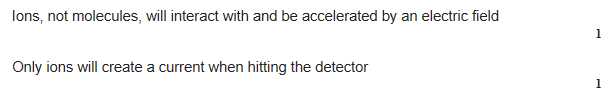 Ions, not molecules, will interact with and be accelerated by an electric field
1
Only ions will create a current when hitting the detector
1